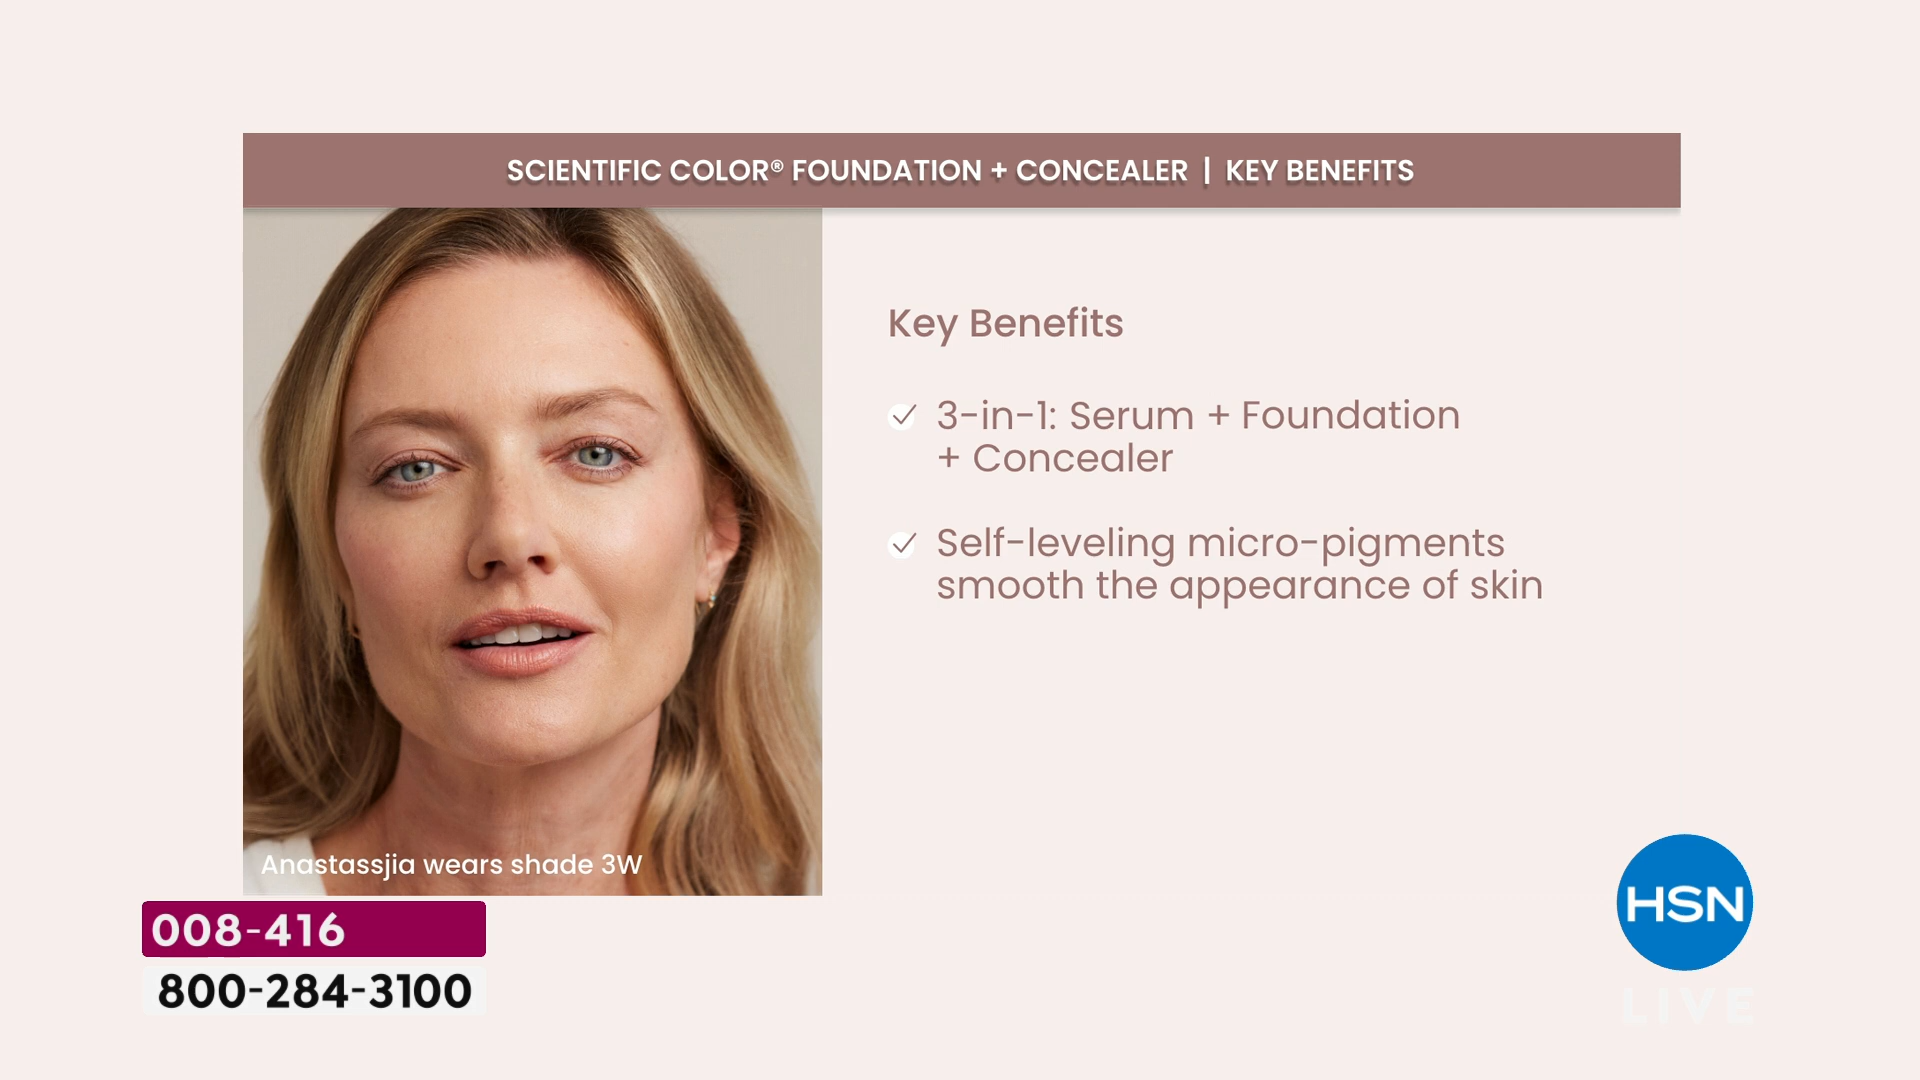 SCIENTIFIC COLOR® FOUNDATION + CONCEALER | KEY BENEFITS
Key Benefits
3-in-1: Serum + Foundation
+ Concealer
Self-leveling micro-pigments
smooth the appearance of skin
Anastassjia wears shade 3W
008-416
800-284-3100
HSN
LIVE